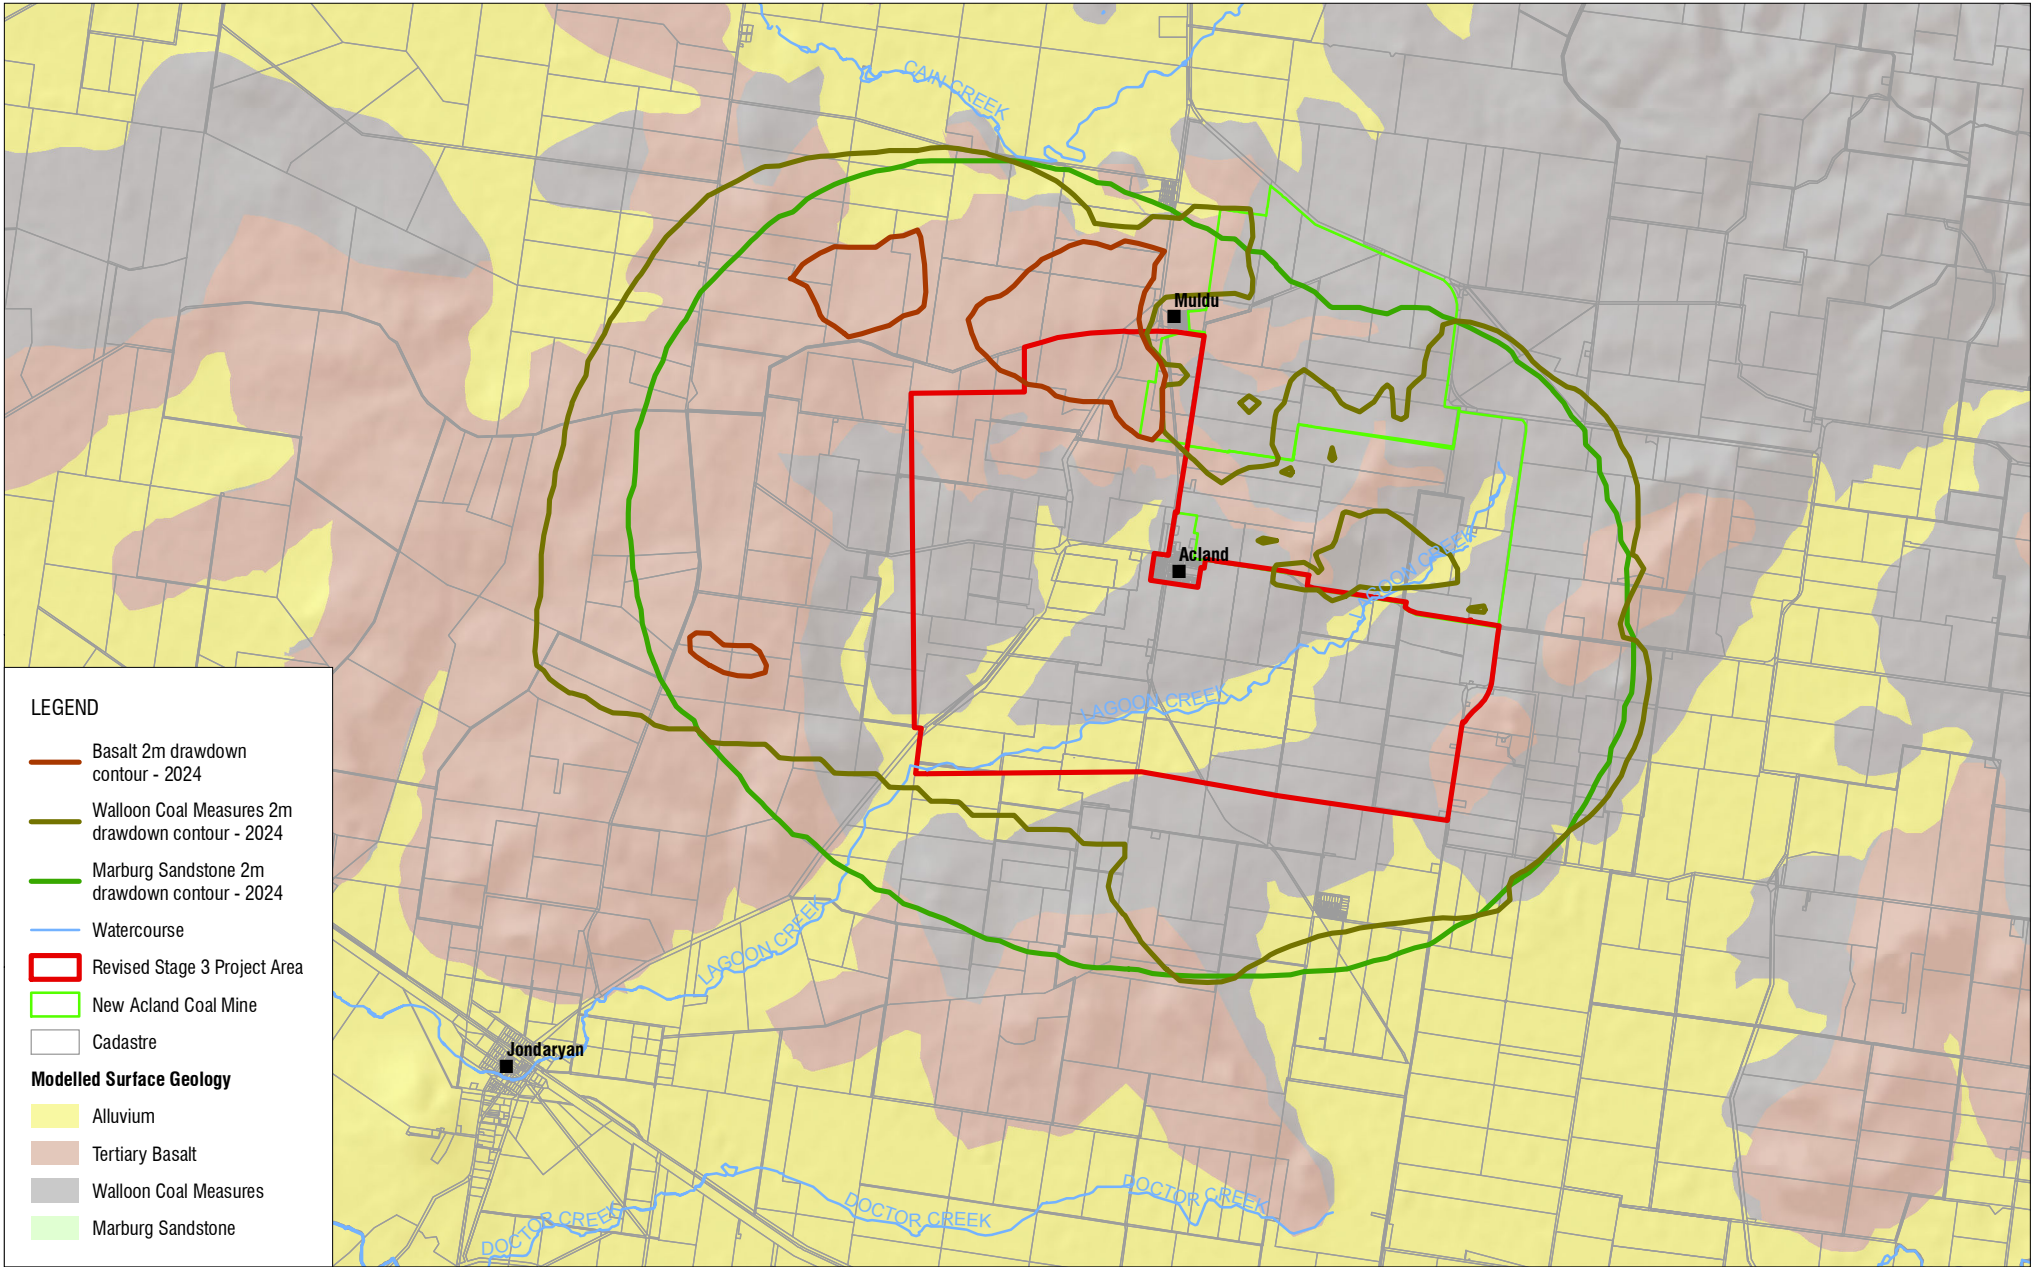 CAIN CREEK
Muldu
Acland
LAGOON CREEK
LAGOON CREEK
LAGOON CREEK
Jondaryan
DOCTOR CREEK
DOCTOR CREEK
DOCTOR CREEK
LEGEND
Basalt 2m drawdown
contour - 2024
Walloon Coal Measures 2m
drawdown contour - 2024
Marburg Sandstone 2m
drawdown contour - 2024
Watercourse
Revised Stage 3 Project Area
New Acland Coal Mine
Cadastre
Modelled Surface Geology
Alluvium
Tertiary Basalt
Walloon Coal Measures
Marburg Sandstone